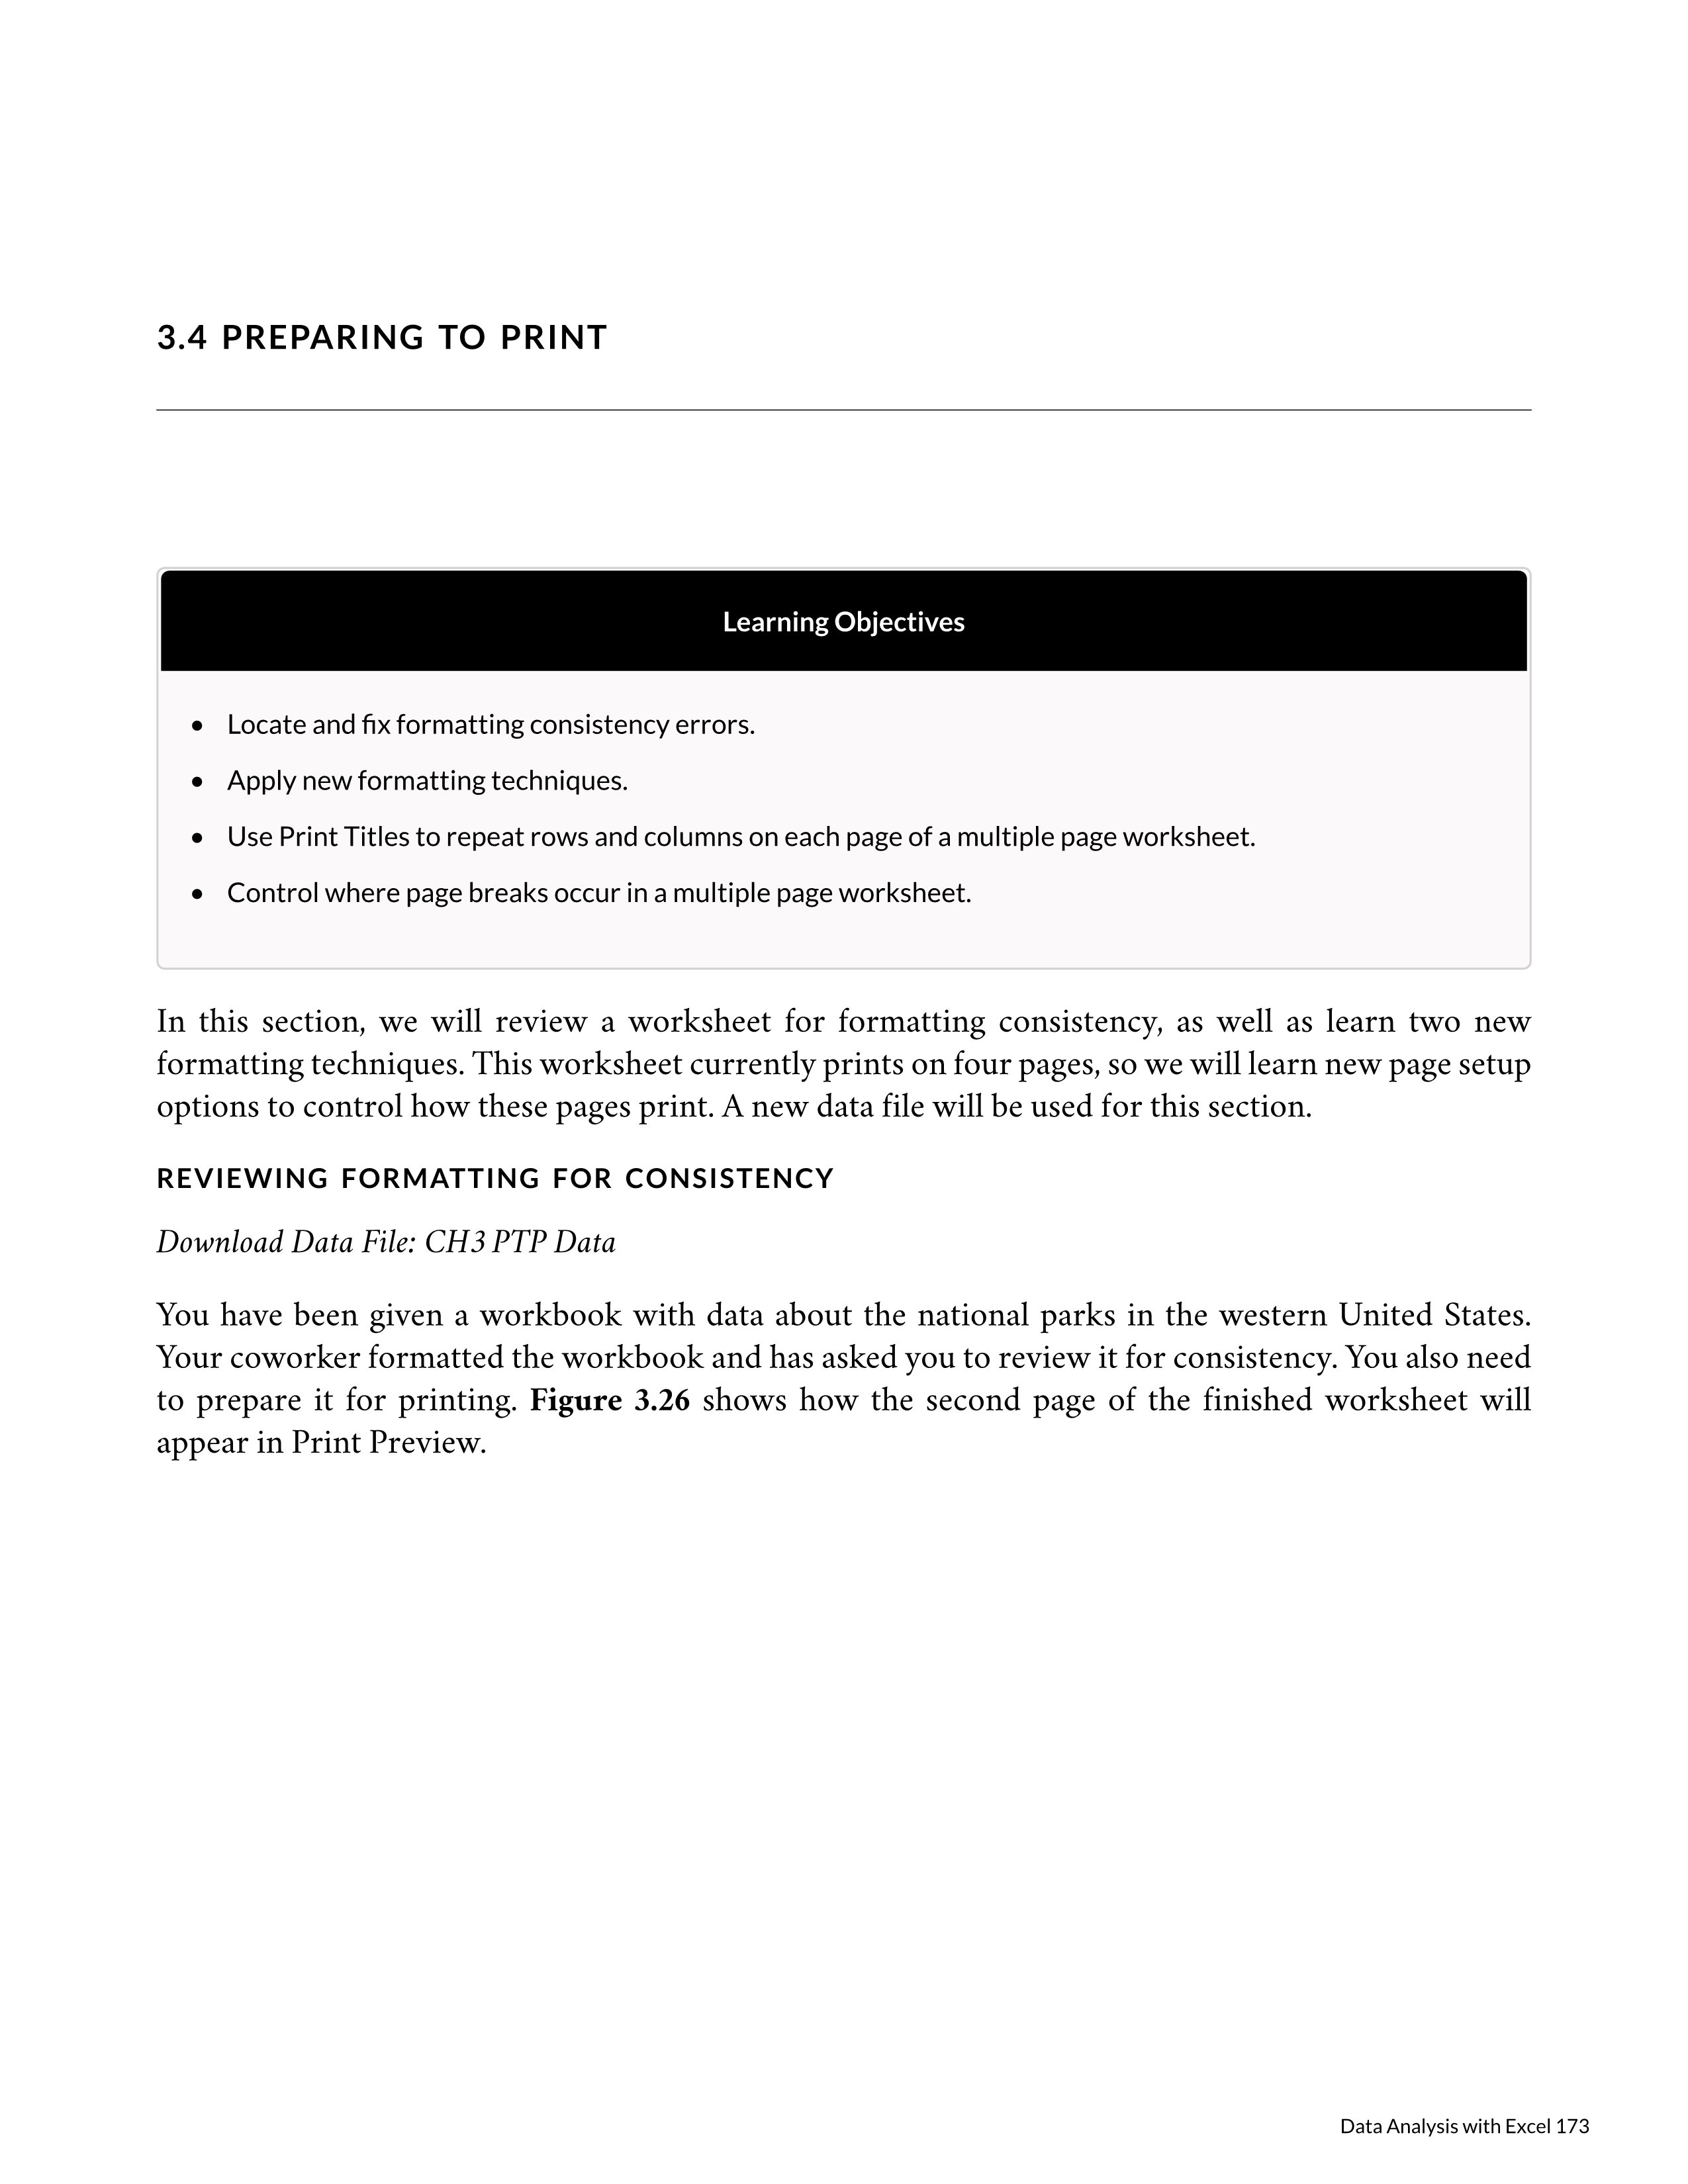 3.4 PREPARING TO PRINT
Learning Objectives
• Locate and fix formatting consistency errors.
• Apply new formatting techniques.
• Use Print Titles to repeat rows and columns on each page of a multiple page worksheet.
• Control where page breaks occur in a multiple page worksheet.
In this section, we will review a worksheet for formatting consistency, as well as learn two new
formatting techniques. This worksheet currently prints on four pages, so we will learn new page setup
options to control how these pages print. A new data file will be used for this section.
REVIEWING FORMATTING FOR CONSISTENCY
Download Data File: CH3 PTP Data
You have been given a workbook with data about the national parks in the western United States.
Your coworker formatted the workbook and has asked you to review it for consistency. You also need
to prepare it for printing. Figure 3.26 shows how the second page of the finished worksheet will
appear in Print Preview.
Data Analysis with Excel 173